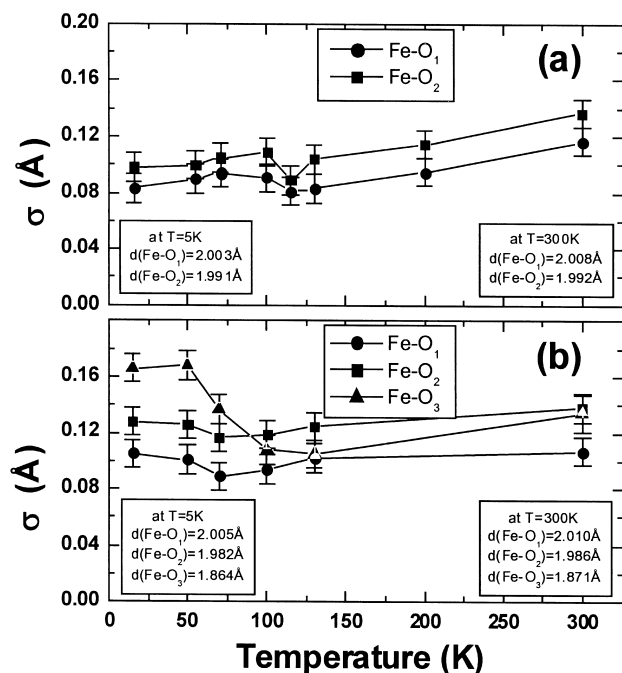 0.20
0.16
0.12
0.08
0.04
0.00
σ (Å)
Fe-O1
Fe-O2
(a)
at T=5K
d(Fe-O1)=2.003Å
d(Fe-O2)=1.991Å
at T=300K
d(Fe-O1)=2.008Å
d(Fe-O2)=1.992Å
0.16
0.12
0.08
0.04
0.00
σ (Å)
Fe-O1
Fe-O2
Fe-O3
(b)
at T=5K
d(Fe-O1)=2.005Å
d(Fe-O2)=1.982Å
d(Fe-O3)=1.864Å
at T=300K
d(Fe-O1)=2.010Å
d(Fe-O2)=1.986Å
d(Fe-O3)=1.871Å
0 50 100 150 200 250 300
Temperature (K)